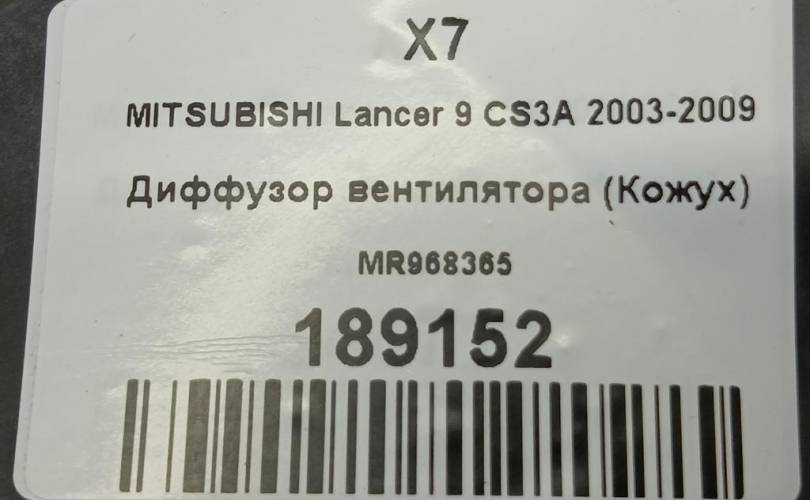 X7
MITSUBISHI Lancer 9 CS3A 2003-2009
Диффузор вентилятора (Кожух)
MR968365
189152